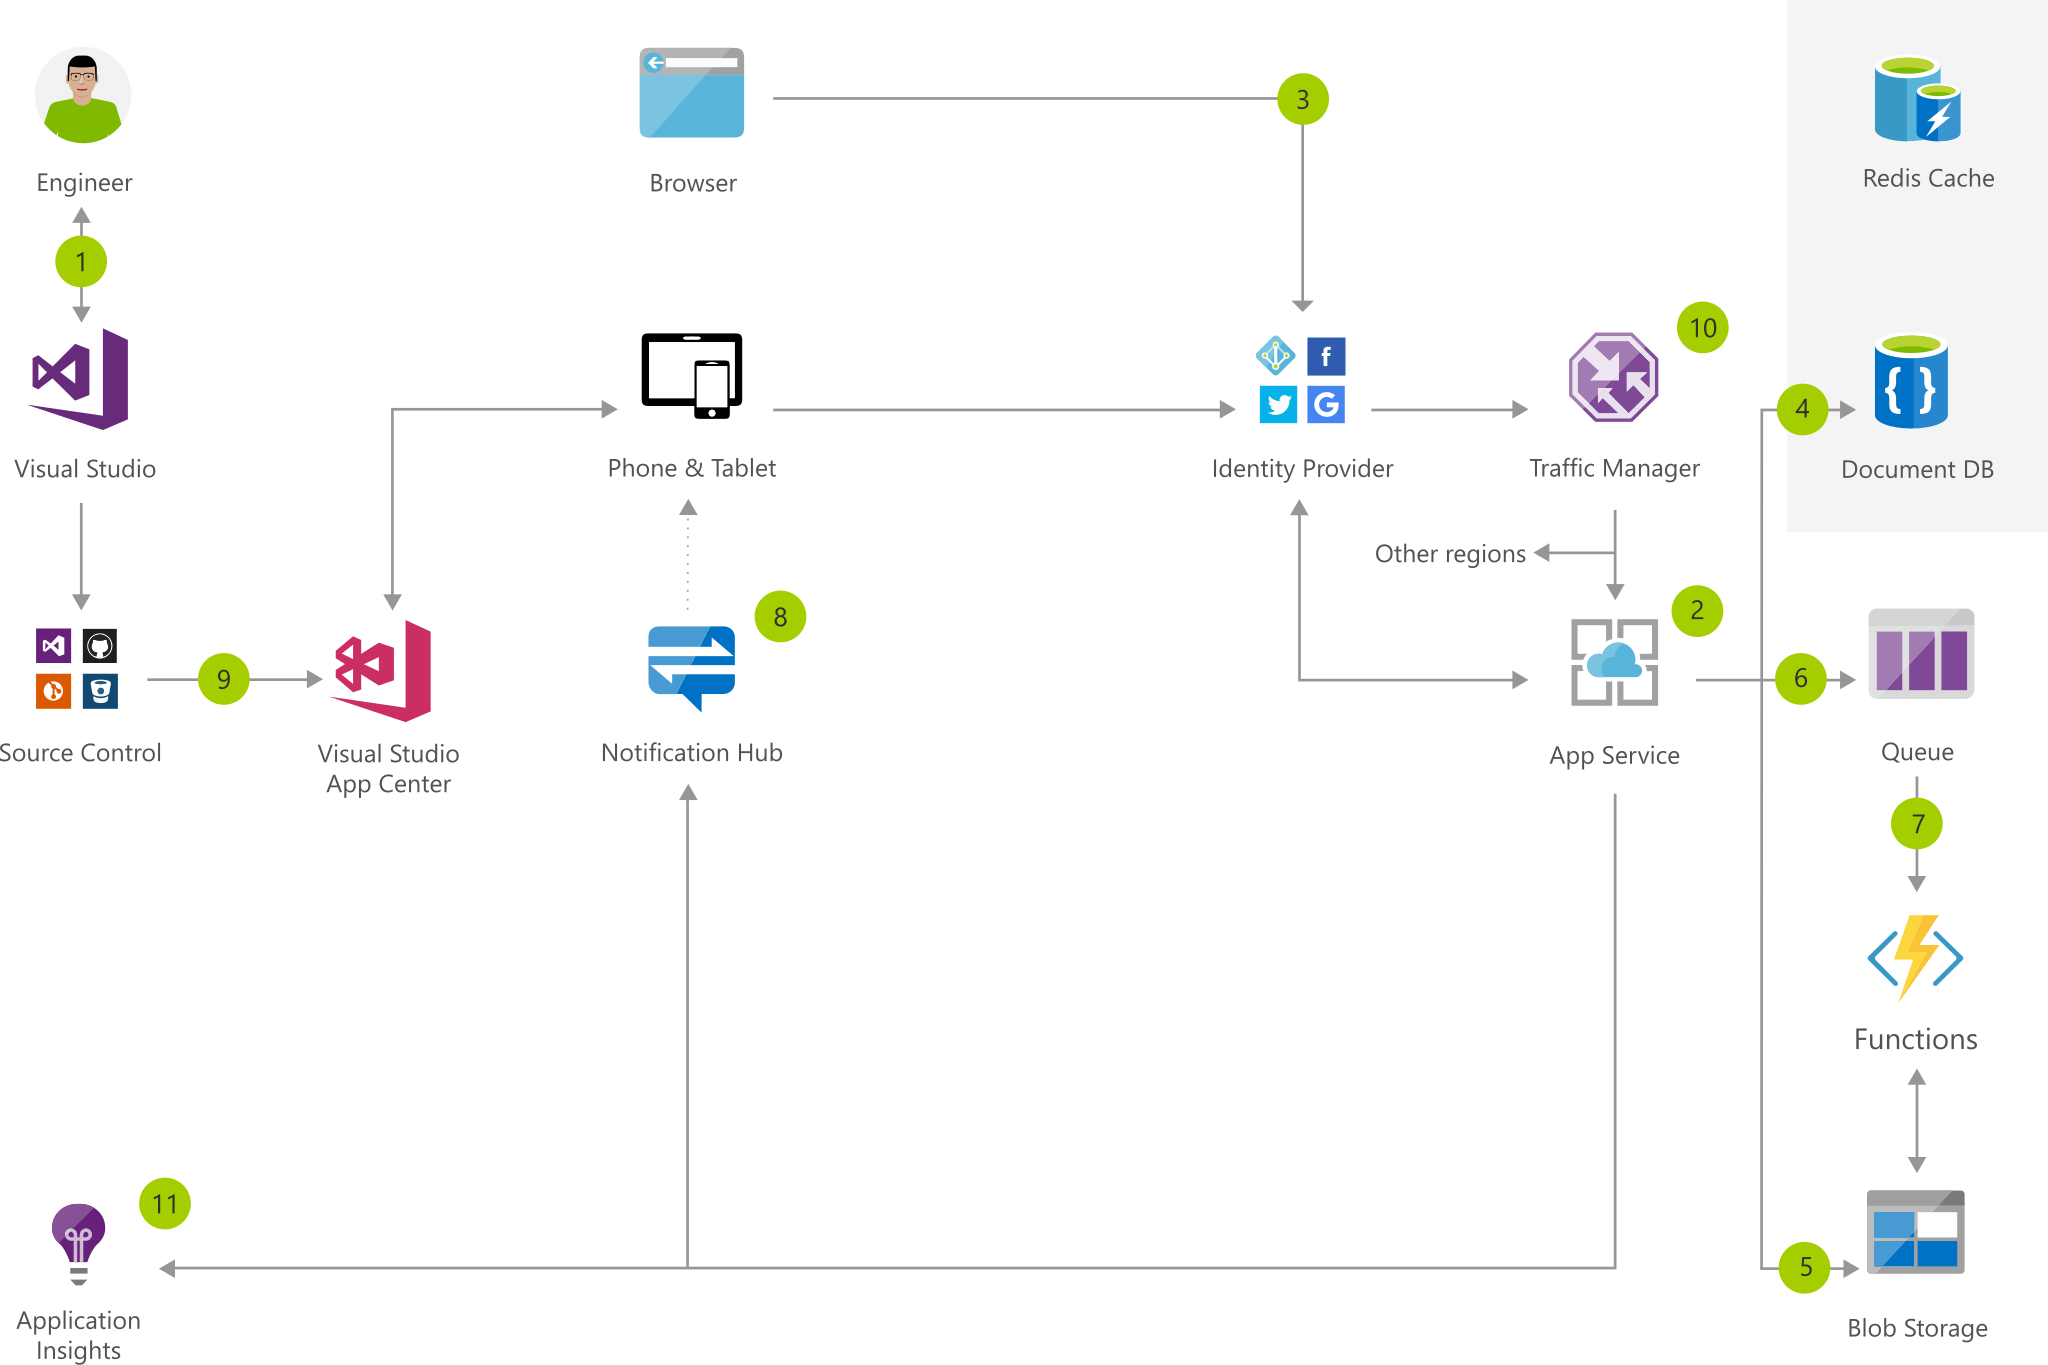 Engineer
Browser
3
Redis Cache
1
10
4
Visual Studio
Phone & Tablet
Identity Provider
Traffic Manager
Document DB
Other regions
8
2
9
6
Source Control
Visual Studio
App Center
Notification Hub
App Service
Queue
7
Functions
11
5
Application
Insights
Blob Storage